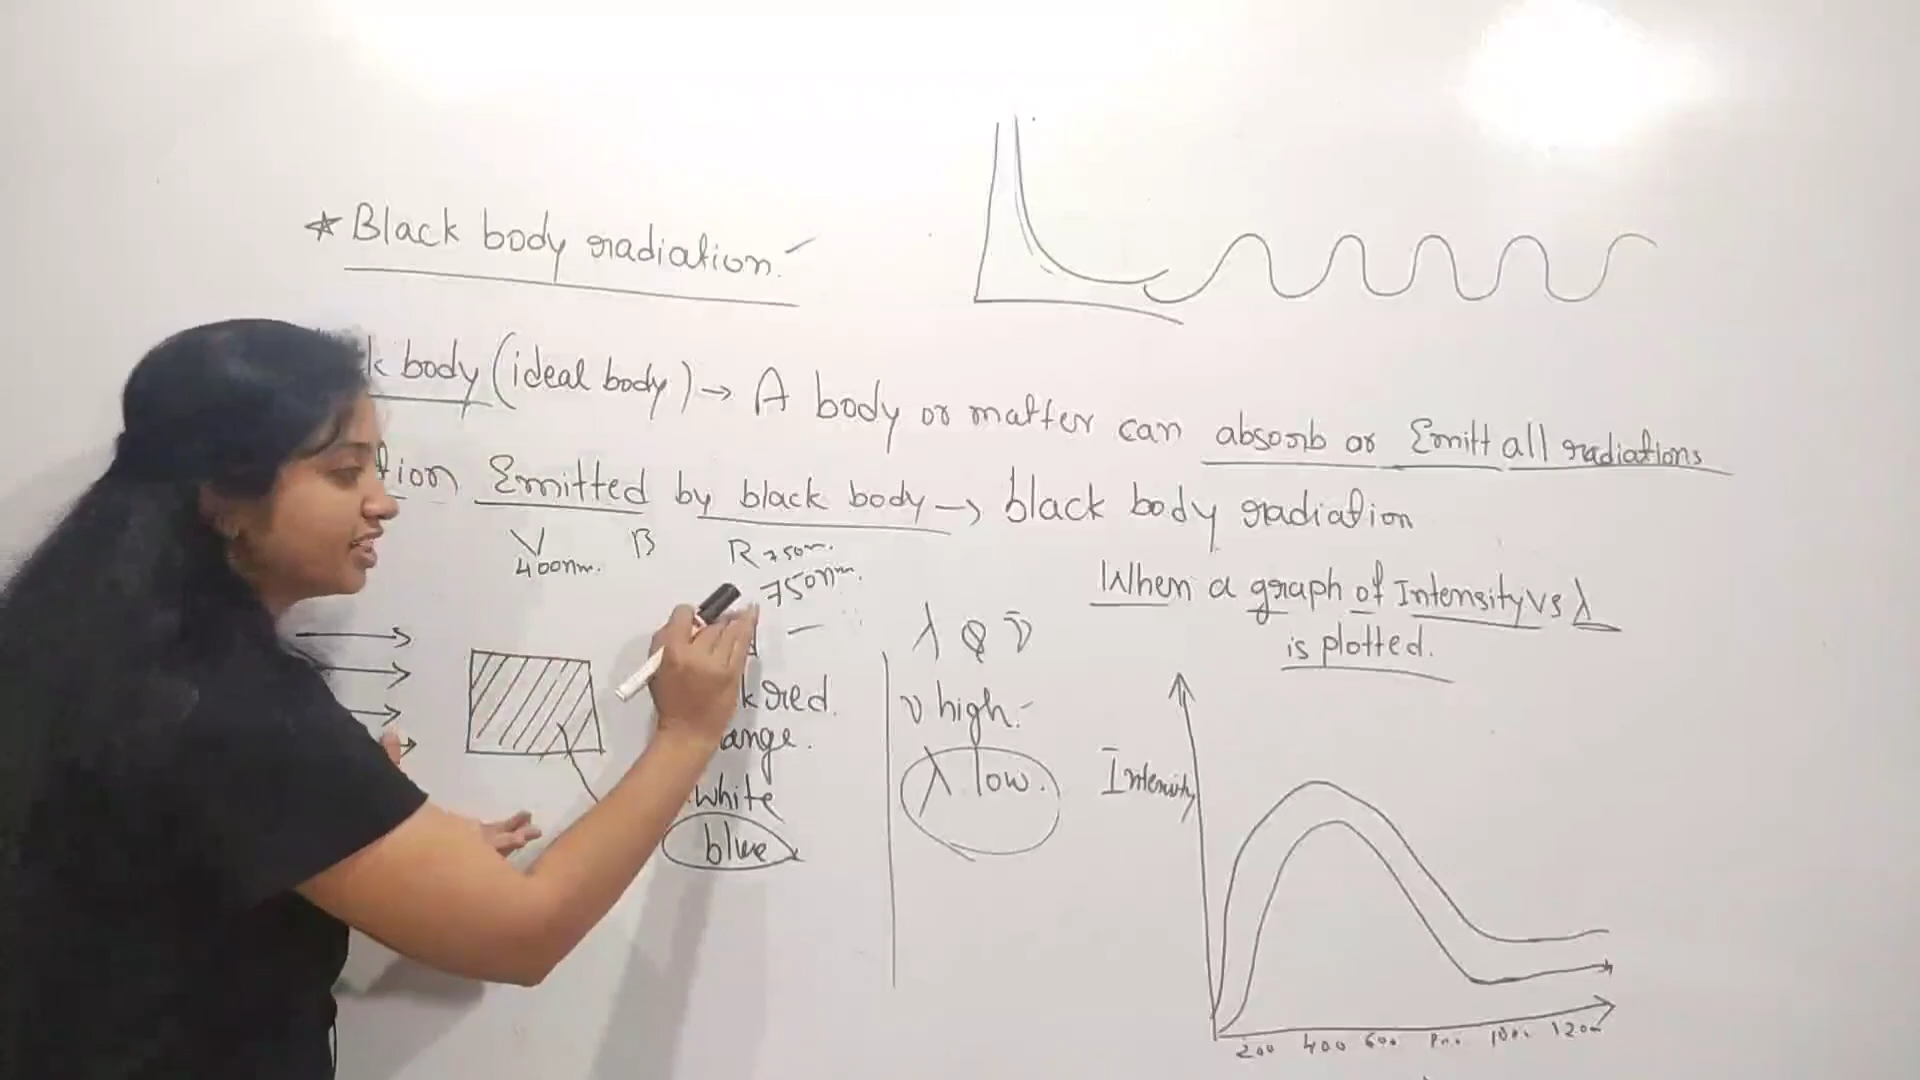 * Black body radiation.
k body (ideal body) → A body or matter can absorb or Emitt all radiations
tion Emitted by black body → black body radiation
V B R 750nm.
400nm. 750nm.
When a graph of Intensity vs λ
is plotted.
λ & ν̄
k red.
ange.
white
blue
ν high.
λ low.
Intensity
200 400 600 1000 1200